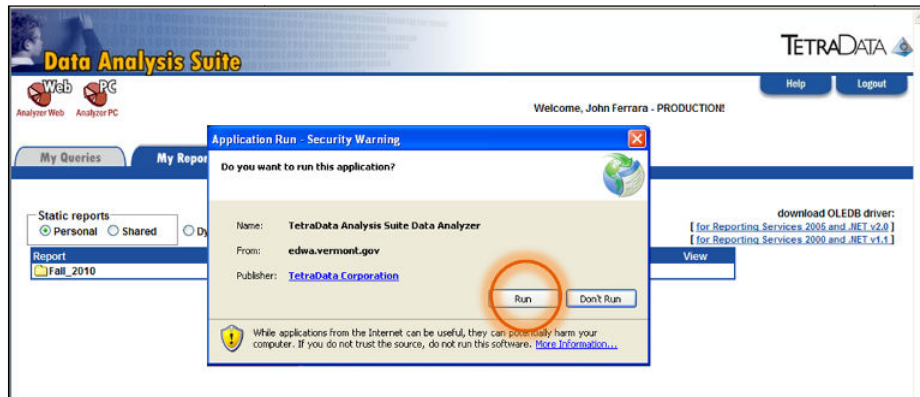 Data Analysis Suite
TETRADATA
Web PC
Analyzer Web Analyzer PC
Help Logout
Welcome, John Ferrara - PRODUCTION!
My Queries My Repor
Application Run - Security Warning
Do you want to run this application?
Name: TetraData Analysis Suite Data Analyzer
From: edwa.vermont.gov
Publisher: TetraData Corporation
Run Don't Run
While applications from the Internet can be useful, they can potentially harm your
computer. If you do not trust the source, do not run this software. More Information...
Static reports
Personal Shared Dy
download OLEDB driver:
[ for Reporting Services 2005 and .NET v2.0 ]
[ for Reporting Services 2000 and .NET v1.1 ]
Report View
Fall_2010